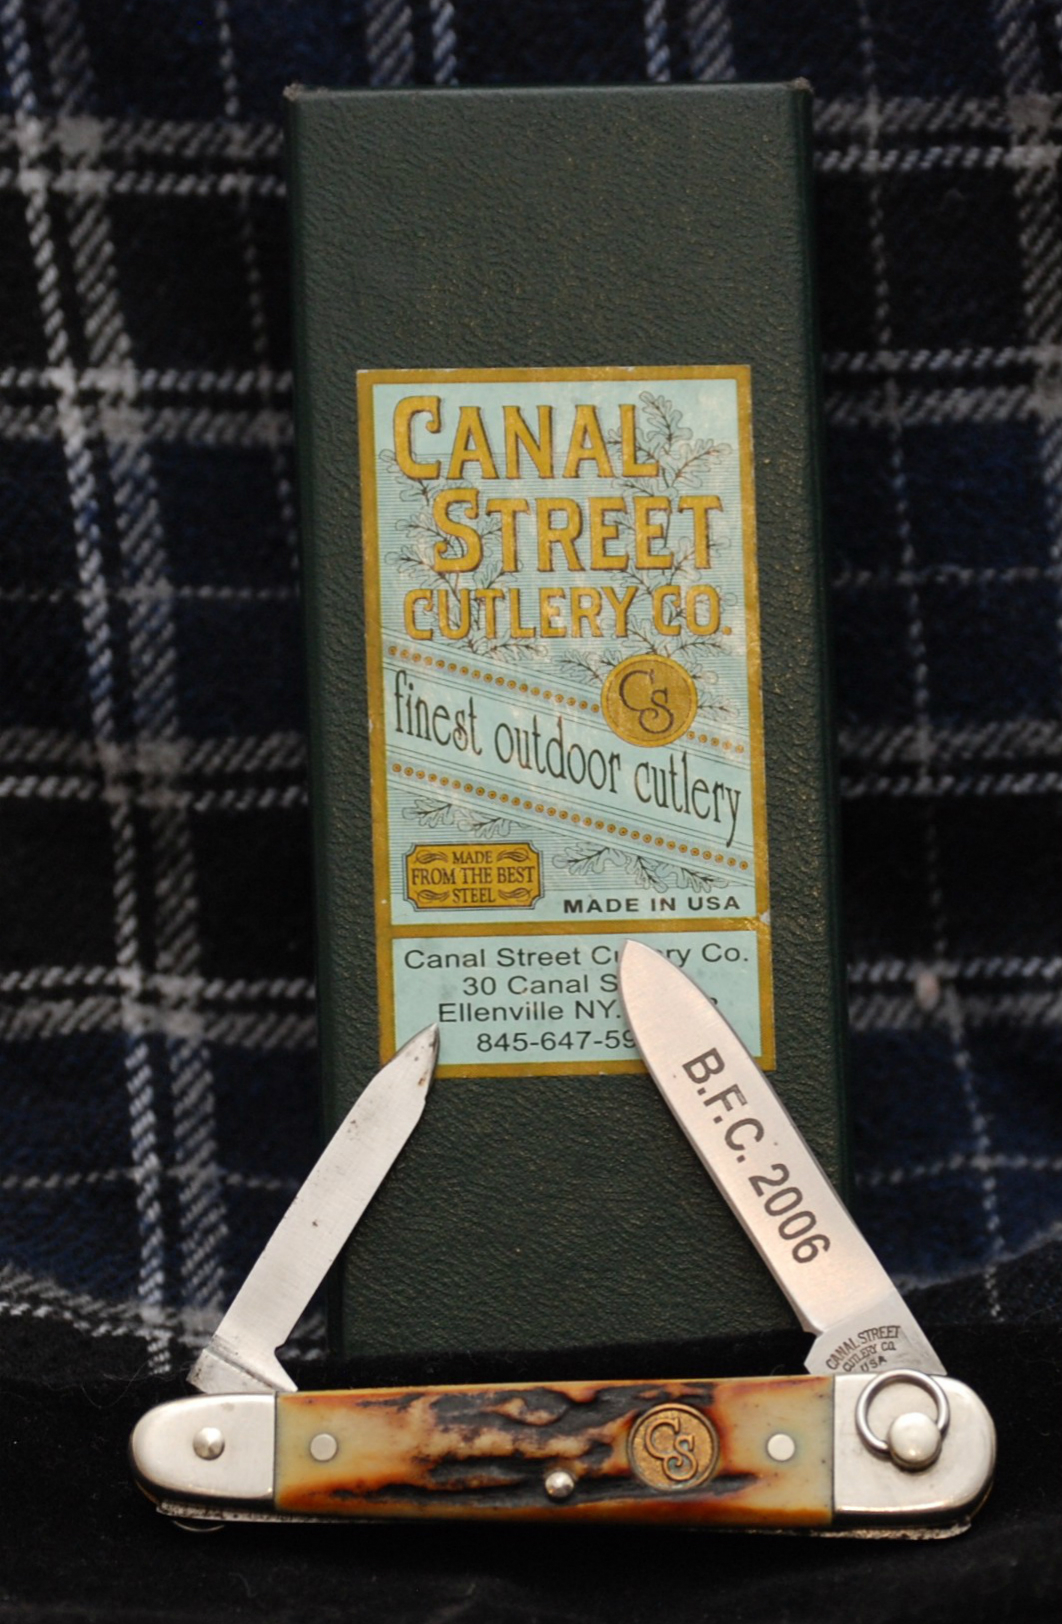 CANAL
STREET
CUTLERY CO.
CS
finest outdoor cutlery
MADE
FROM THE BEST
STEEL
MADE IN USA
Canal Street Co.
30 Canal
Ellenville NY.
845-647-59
B.F.C. 2006
CANAL STREET
CUTLERY CO.
USA
CS